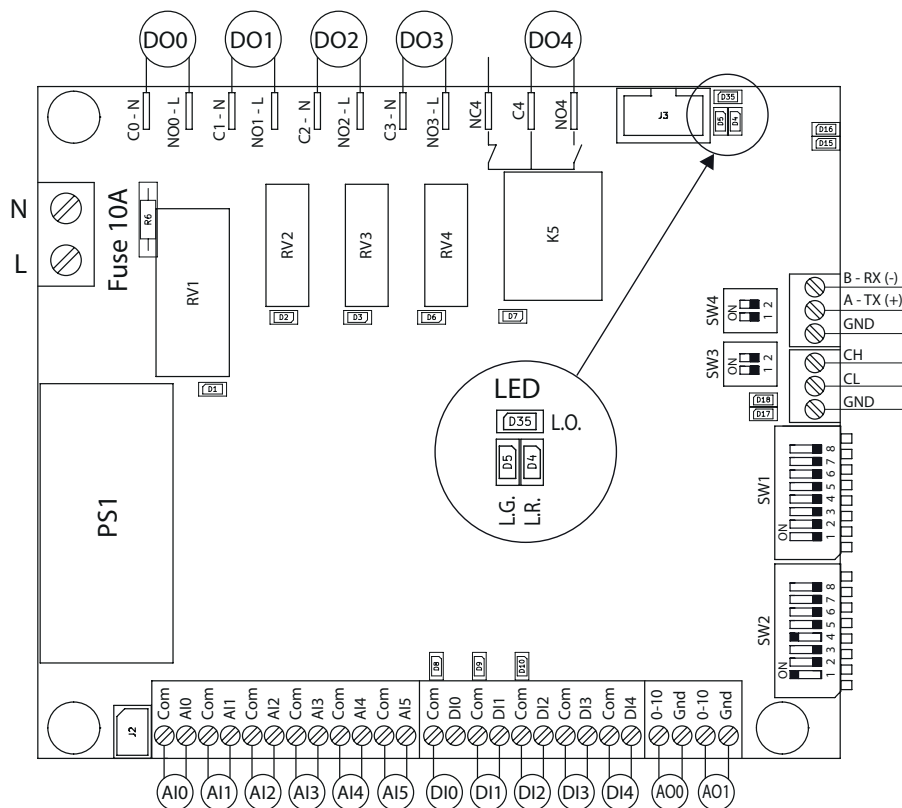 DO0 DO1 DO2 DO3 DO4
C0 - N
NO0 - L
C1 - N
NO1 - L
C2 - N
NO2 - L
C3 - N
NO3 - L
NC4
C4
NO4
J3
D35
D5
D4
D16
D15
N
L
Fuse 10A
R6
RV1
RV2
RV3
RV4
K5
D1
D2
D3
D6
D7
SW4
ON
1 2
SW3
ON
1 2
B - RX (-)
A - TX (+)
GND
CH
CL
GND
D18
D17
LED
D35
L.O.
D5
D4
L.G.
L.R.
PS1
SW1
ON
1 2 3 4 5 6 7 8
SW2
ON
1 2 3 4 5 6 7 8
D8
D9
D10
J2
Com
AI0
Com
AI1
Com
AI2
Com
AI3
Com
AI4
Com
AI5
Com
DI0
Com
DI1
Com
DI2
Com
DI3
Com
DI4
0-10
Gnd
0-10
Gnd
AI0 AI1 AI2 AI3 AI4 AI5 DI0 DI1 DI2 DI3 DI4 AO0 AO1